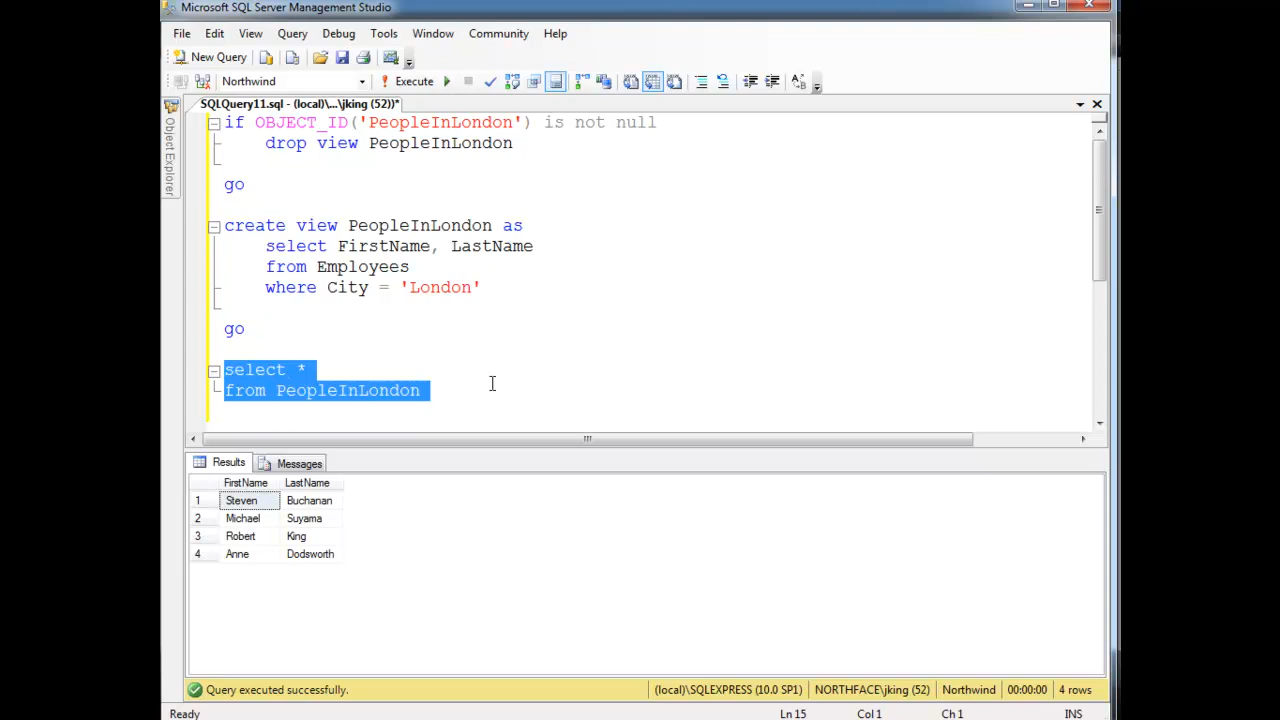 Microsoft SQL Server Management Studio
File Edit View Query Debug Tools Window Community Help
New Query
Northwind Execute
SQLQuery11.sql - (local)\...\jking (52))*
Object Explorer
if OBJECT_ID('PeopleInLondon') is not null
drop view PeopleInLondon
go
create view PeopleInLondon as
select FirstName, LastName
from Employees
where City = 'London'
go
select *
from PeopleInLondon
Results Messages
FirstName LastName
1 Steven Buchanan
2 Michael Suyama
3 Robert King
4 Anne Dodsworth
Query executed successfully. (local)\SQLEXPRESS (10.0 SP1) NORTHFACE\jking (52) Northwind 00:00:00 4 rows
Ready Ln 15 Col 1 Ch 1 INS